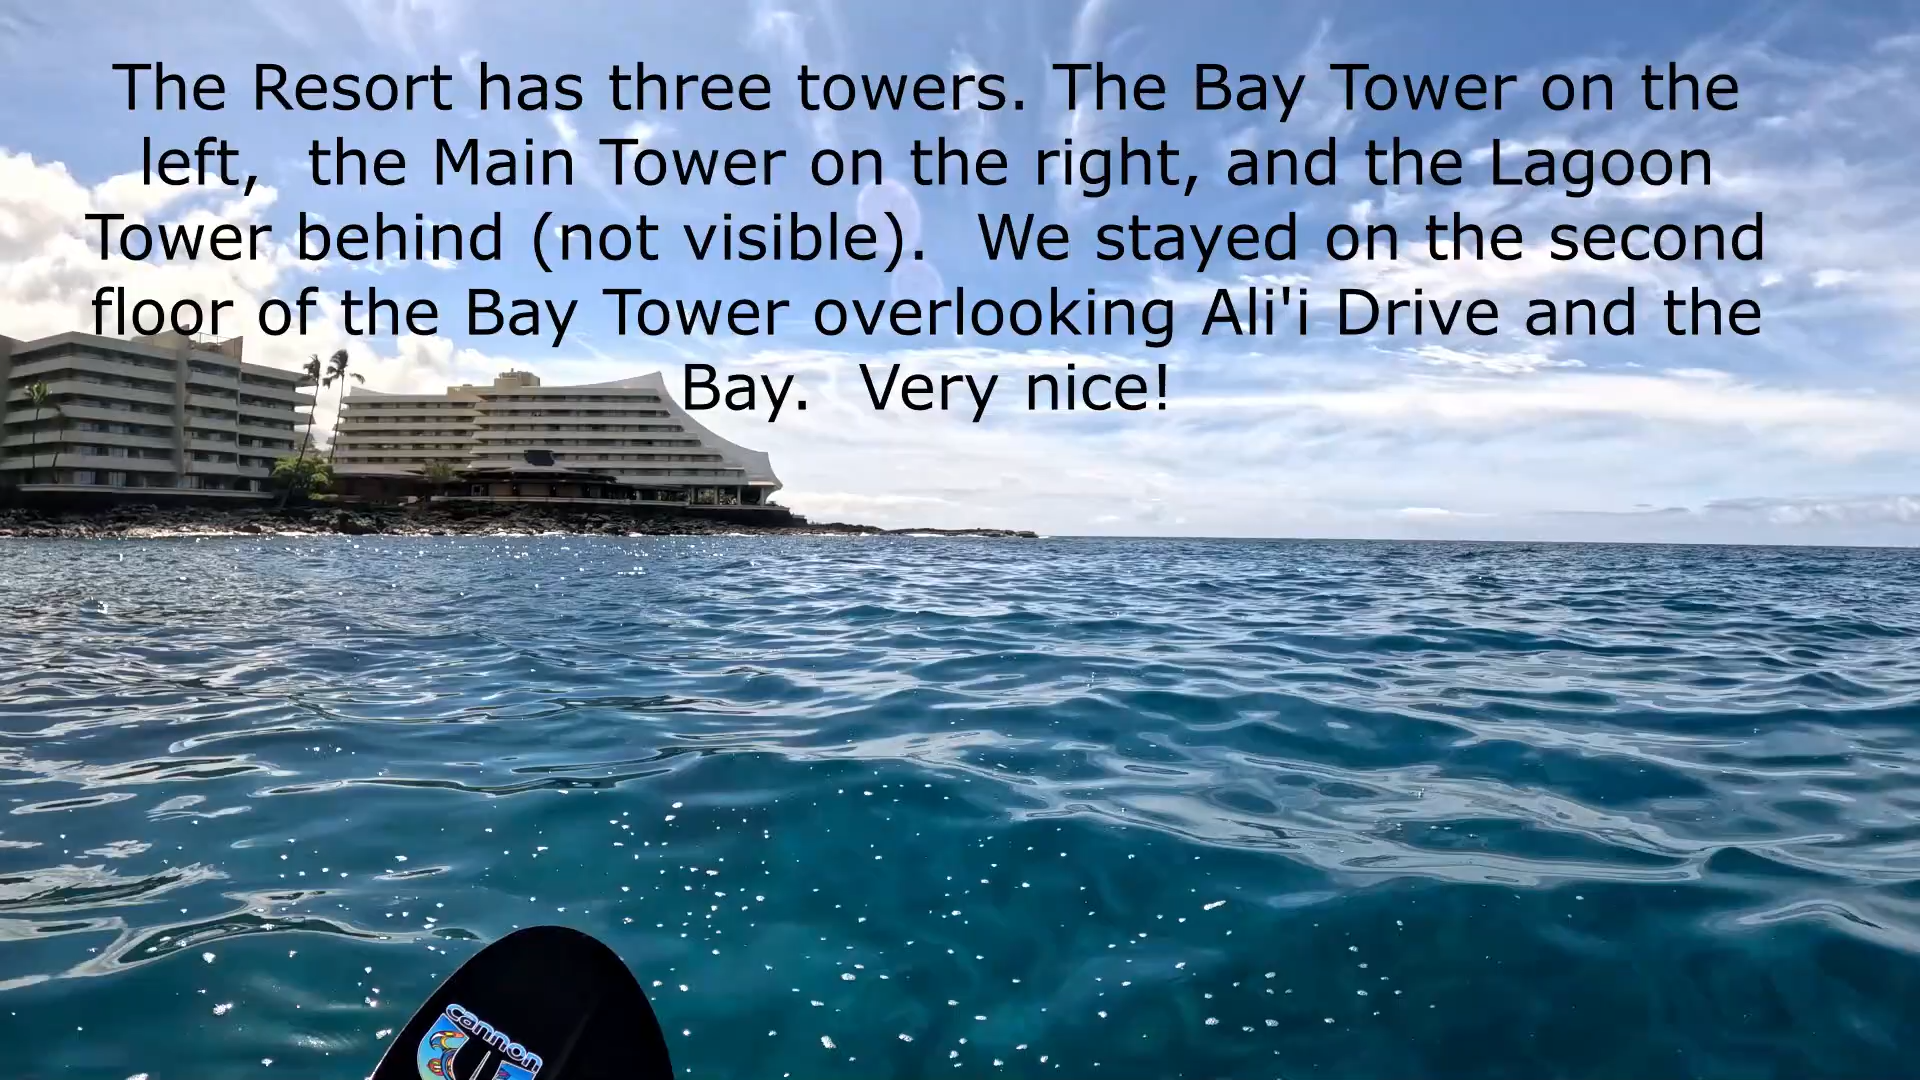 The Resort has three towers. The Bay Tower on the
left,  the Main Tower on the right, and the Lagoon
Tower behind (not visible).  We stayed on the second
floor of the Bay Tower overlooking Ali'i Drive and the
Bay.  Very nice!
cannon